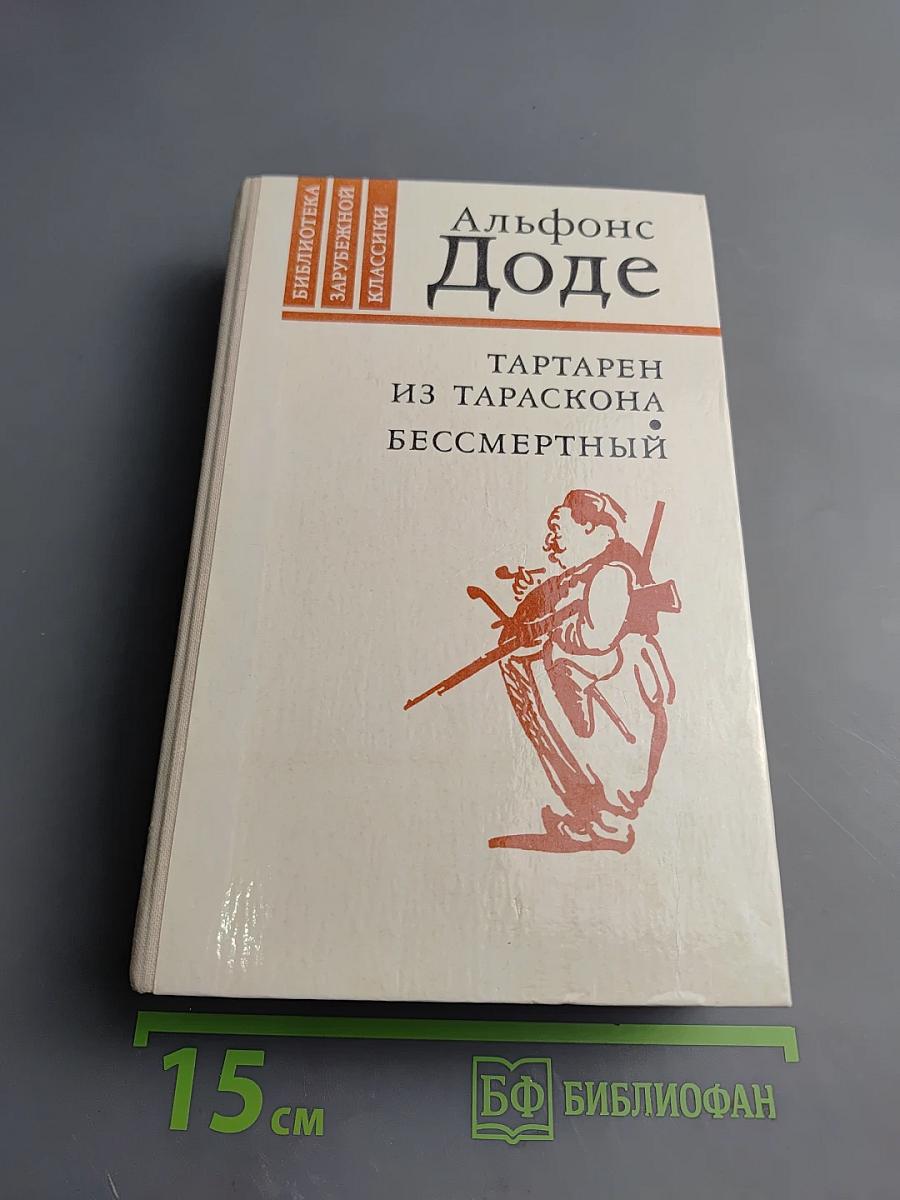 БИБЛИОТЕКА
ЗАРУБЕЖНОЙ
КЛАССИКИ
Альфонс
Доде
ТАРТАРЕН
ИЗ ТАРАСКОНА
•
БЕССМЕРТНЫЙ
15 см
БФ БИБЛИОФАН